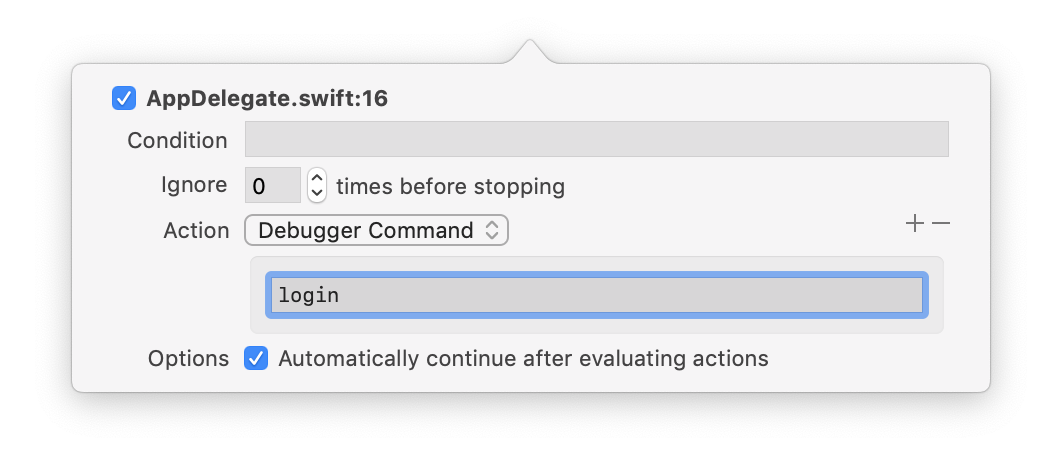 AppDelegate.swift:16
Condition
Ignore 0 times before stopping
Action Debugger Command
login
Options Automatically continue after evaluating actions